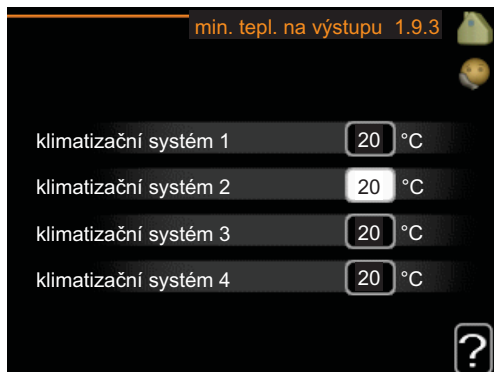 min. tepl. na výstupu 1.9.3
klimatizační systém 1 20 °C
klimatizační systém 2 20 °C
klimatizační systém 3 20 °C
klimatizační systém 4 20 °C
?